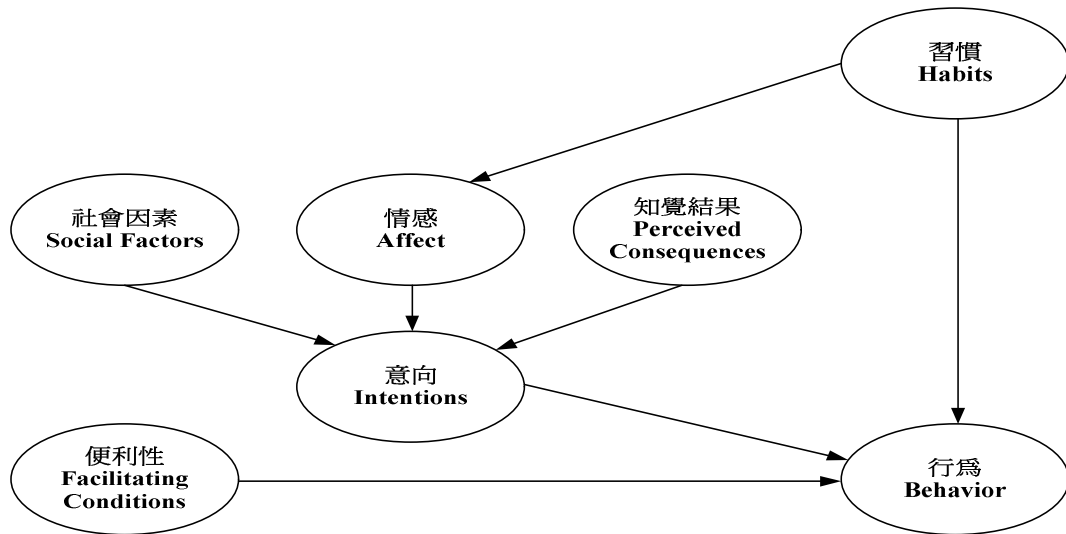 習慣
Habits
社會因素
Social Factors
情感
Affect
知覺結果
Perceived
Consequences
意向
Intentions
便利性
Facilitating
Conditions
行爲
Behavior